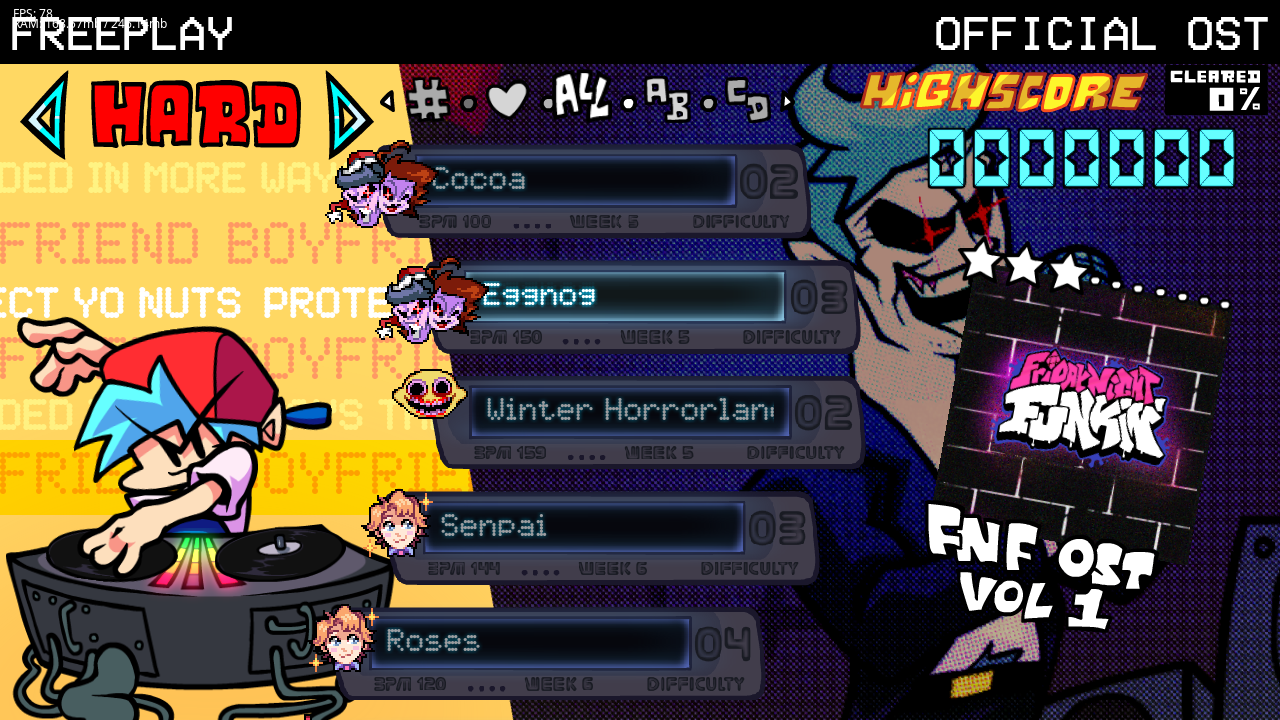 FPS: 78
FREEPLAY
OFFICIAL OST
HARD
#
ALL
AB
CD
HIGHSCORE
CLEARED
0%
0000000
DED IN MORE WAY
FRIEND BOYFRI
ECT YO NUTS PROTE
Cocoa
02
BPM 100
WEEK 5
DIFFICULTY
Eggnog
03
BPM 150
WEEK 5
DIFFICULTY
Winter Horrorlan
02
BPM 159
WEEK 5
DIFFICULTY
Senpai
03
BPM 144
WEEK 6
DIFFICULTY
Roses
04
BPM 120
WEEK 6
DIFFICULTY
FRIDAY NIGHT
FUNKIN'
FNF OST
VOL 1